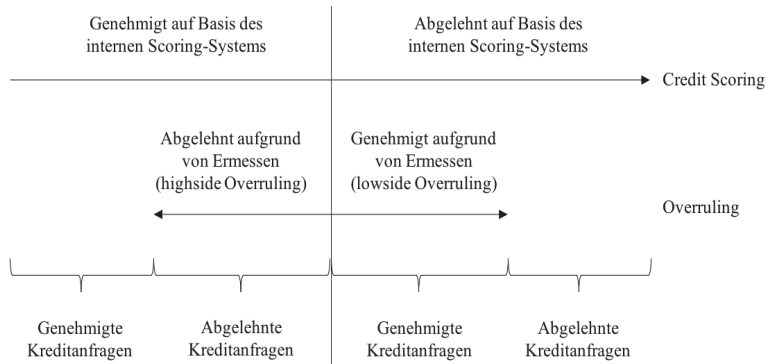 Genehmigt auf Basis des
internen Scoring-Systems
Abgelehnt auf Basis des
internen Scoring-Systems
Credit Scoring
Abgelehnt aufgrund
von Ermessen
(highside Overruling)
Genehmigt aufgrund
von Ermessen
(lowside Overruling)
Overruling
Genehmigte
Kreditanfragen
Abgelehnte
Kreditanfragen
Genehmigte
Kreditanfragen
Abgelehnte
Kreditanfragen